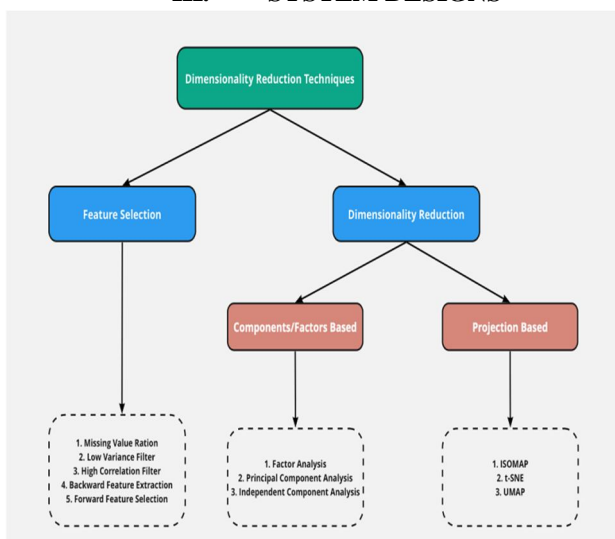 III. SYSTEM DESIGNS
Dimensionality Reduction Techniques
Feature Selection
Dimensionality Reduction
Components/Factors Based
Projection Based
1. Missing Value Ration
2. Low Variance Filter
3. High Correlation Filter
4. Backward Feature Extraction
5. Forward Feature Selection
1. Factor Analysis
2. Principal Component Analysis
3. Independent Component Analysis
1. ISOMAP
2. t-SNE
3. UMAP